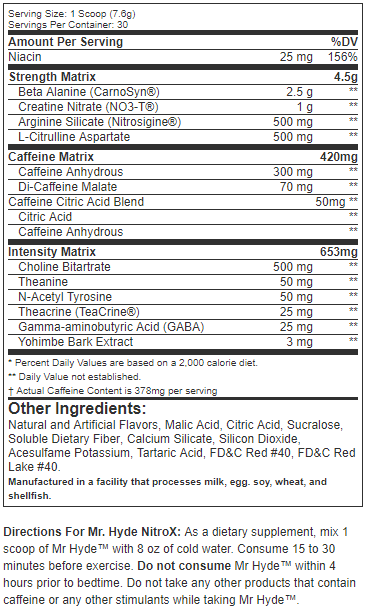 Serving Size: 1 Scoop (7.6g)
Servings Per Container: 30
Amount Per Serving %DV
Niacin 25 mg 156%
Strength Matrix 4.5g
Beta Alanine (CarnoSyn®) 2.5 g **
Creatine Nitrate (NO3-T®) 1 g **
Arginine Silicate (Nitrosigine®) 500 mg **
L-Citrulline Aspartate 500 mg **
Caffeine Matrix 420mg
Caffeine Anhydrous 300 mg **
Di-Caffeine Malate 70 mg **
Caffeine Citric Acid Blend 50mg **
Citric Acid **
Caffeine Anhydrous **
Intensity Matrix 653mg
Choline Bitartrate 500 mg **
Theanine 50 mg **
N-Acetyl Tyrosine 50 mg **
Theacrine (TeaCrine®) 25 mg **
Gamma-aminobutyric Acid (GABA) 25 mg **
Yohimbe Bark Extract 3 mg **
* Percent Daily Values are based on a 2,000 calorie diet.
** Daily Value not established.
† Actual Caffeine Content is 378mg per serving
Other Ingredients:
Natural and Artificial Flavors, Malic Acid, Citric Acid, Sucralose,
Soluble Dietary Fiber, Calcium Silicate, Silicon Dioxide,
Acesulfame Potassium, Tartaric Acid, FD&C Red #40, FD&C Red
Lake #40.
Manufactured in a facility that processes milk, egg. soy, wheat, and
shellfish.
Directions For Mr. Hyde NitroX: As a dietary supplement, mix 1
scoop of Mr Hyde™ with 8 oz of cold water. Consume 15 to 30
minutes before exercise. Do not consume Mr Hyde™ within 4
hours prior to bedtime. Do not take any other products that contain
caffeine or any other stimulants while taking Mr Hyde™.